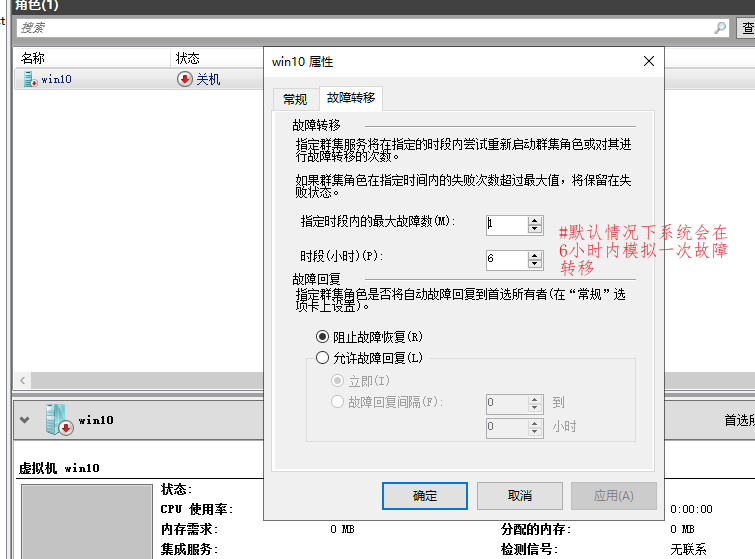 角色(1)
搜索
查
名称
状态
win10
关机
win10 属性
常规
故障转移
故障转移
指定群集服务将在指定的时段内尝试重新启动群集角色或对其进
行故障转移的次数。
如果群集角色在指定时间内的失败次数超过最大值，将保留在失
败状态。
指定时段内的最大故障数(M):
1
时段(小时)(P):
6
#默认情况下系统会在
6小时内模拟一次故障
转移
故障回复
指定群集角色是否将自动故障回复到首选所有者(在“常规”选
项卡上设置)。
阻止故障恢复(R)
允许故障回复(L)
立即(I)
故障回复间隔(F):
0
到
0
小时
确定
取消
应用(A)
win10
首选所
虚拟机 win10
状态:
CPU 使用率:
0:00:00
内存需求:
0 MB
分配的内存:
0 MB
集成服务:
检测信号:
无联系